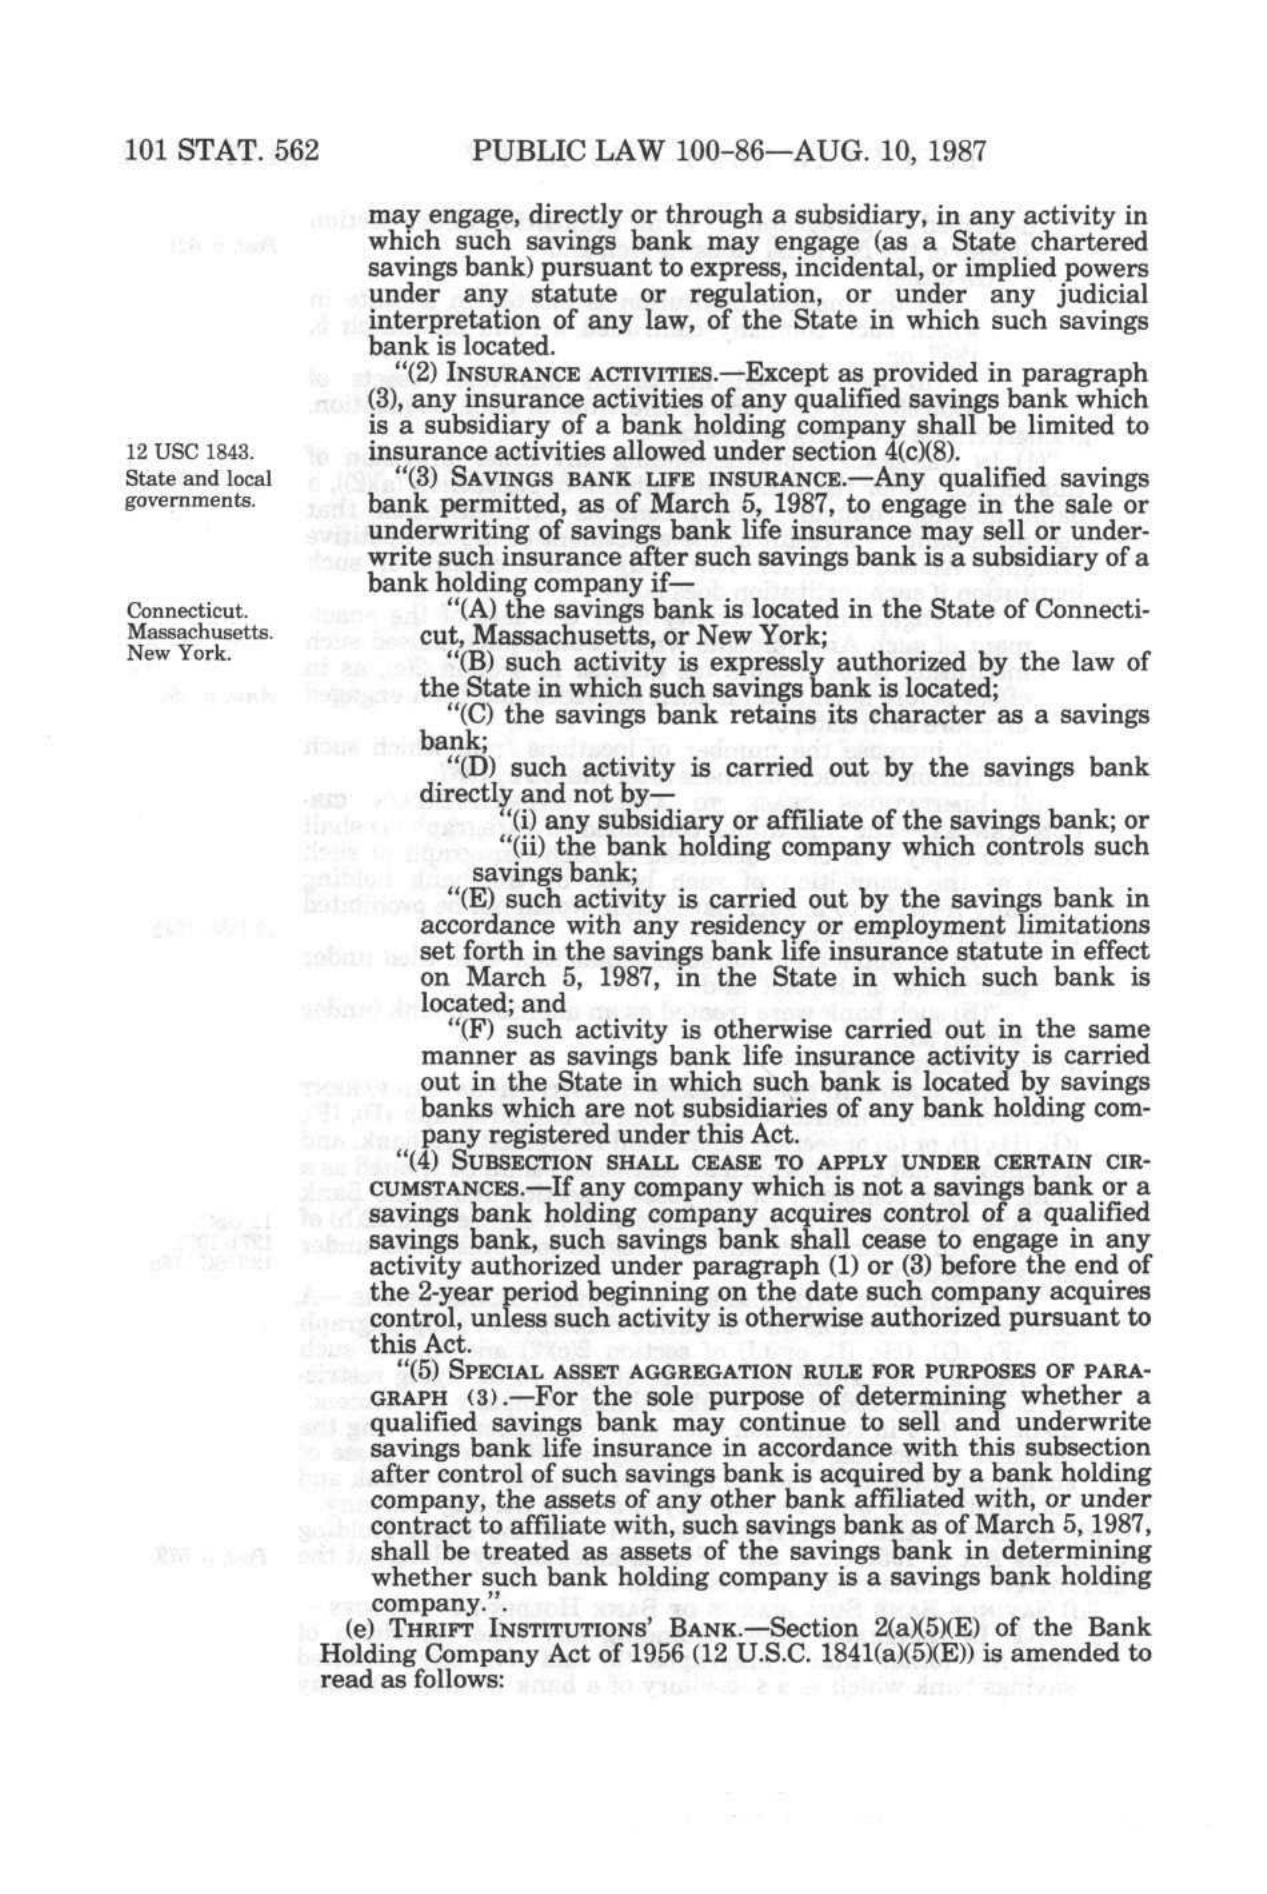 101 STAT. 562 PUBLIC LAW 100-86—AUG. 10, 1987
may engage, directly or through a subsidiary, in any activity in
which such savings bank may engage (as a State chartered
savings bank) pursuant to express, incidental, or implied powers
under any statute or regulation, or under any judicial
interpretation of any law, of the State in which such savings
bank is located.
“(2) INSURANCE ACTIVITIES.—Except as provided in paragraph
(3), any insurance activities of any qualified savings bank which
is a subsidiary of a bank holding company shall be limited to
12 USC 1843.
insurance activities allowed under section 4(c)(8).
State and local
governments.
“(3) SAVINGS BANK LIFE INSURANCE.—Any qualified savings
bank permitted, as of March 5, 1987, to engage in the sale or
underwriting of savings bank life insurance may sell or under-
write such insurance after such savings bank is a subsidiary of a
bank holding company if—
Connecticut.
Massachusetts.
New York.
“(A) the savings bank is located in the State of Connecti-
cut, Massachusetts, or New York;
“(B) such activity is expressly authorized by the law of
the State in which such savings bank is located;
“(C) the savings bank retains its character as a savings
bank;
“(D) such activity is carried out by the savings bank
directly and not by—
“(i) any subsidiary or affiliate of the savings bank; or
“(ii) the bank holding company which controls such
savings bank;
“(E) such activity is carried out by the savings bank in
accordance with any residency or employment limitations
set forth in the savings bank life insurance statute in effect
on March 5, 1987, in the State in which such bank is
located; and
“(F) such activity is otherwise carried out in the same
manner as savings bank life insurance activity is carried
out in the State in which such bank is located by savings
banks which are not subsidiaries of any bank holding com-
pany registered under this Act.
“(4) SUBSECTION SHALL CEASE TO APPLY UNDER CERTAIN CIR-
CUMSTANCES.—If any company which is not a savings bank or a
savings bank holding company acquires control of a qualified
savings bank, such savings bank shall cease to engage in any
activity authorized under paragraph (1) or (3) before the end of
the 2-year period beginning on the date such company acquires
control, unless such activity is otherwise authorized pursuant to
this Act.
“(5) SPECIAL ASSET AGGREGATION RULE FOR PURPOSES OF PARA-
GRAPH (3).—For the sole purpose of determining whether a
qualified savings bank may continue to sell and underwrite
savings bank life insurance in accordance with this subsection
after control of such savings bank is acquired by a bank holding
company, the assets of any other bank affiliated with, or under
contract to affiliate with, such savings bank as of March 5, 1987,
shall be treated as assets of the savings bank in determining
whether such bank holding company is a savings bank holding
company.”.
(e) THRIFT INSTITUTIONS’ BANK.—Section 2(a)(5)(E) of the Bank
Holding Company Act of 1956 (12 U.S.C. 1841(a)(5)(E)) is amended to
read as follows: